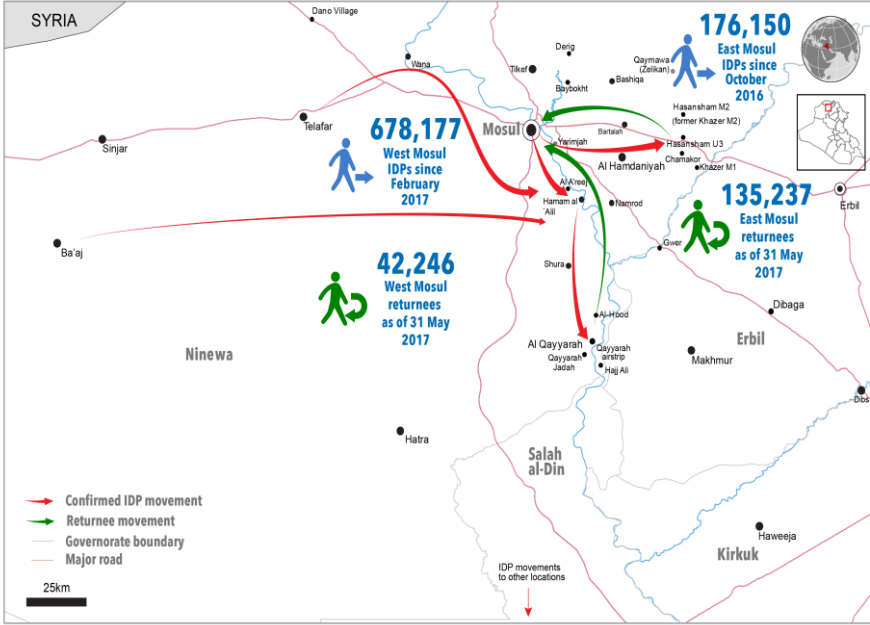 SYRIA
Dano Village
Wana
Derig
Tilkef
Baybokht
Bashiqa
Qaymawa
(Zelikan)
176,150
East Mosul
IDPs since
October
2016
Hasansham M2
(former Khazer M2)
Telafar
Sinjar
678,177
West Mosul
IDPs since
February
2017
Mosul
Yarimjah
Bartalah
Hasansham U3
Chamakor
Khazer M1
Al Hamdaniyah
Al A'reej
Hamam al
'Alil
Namrod
135,237
East Mosul
returnees
as of 31 May
2017
Erbil
Ba'aj
42,246
West Mosul
returnees
as of 31 May
2017
Gwer
Shura
Al-Hood
Dibaga
Al Qayyarah
Qayyarah
airstrip
Qayyarah
Jadah
Hajj Ali
Ninewa
Erbil
Makhmur
Dibs
Hatra
Salah
al-Din
Haweeja
Kirkuk
Confirmed IDP movement
Returnee movement
Governorate boundary
Major road
25km
IDP movements
to other locations